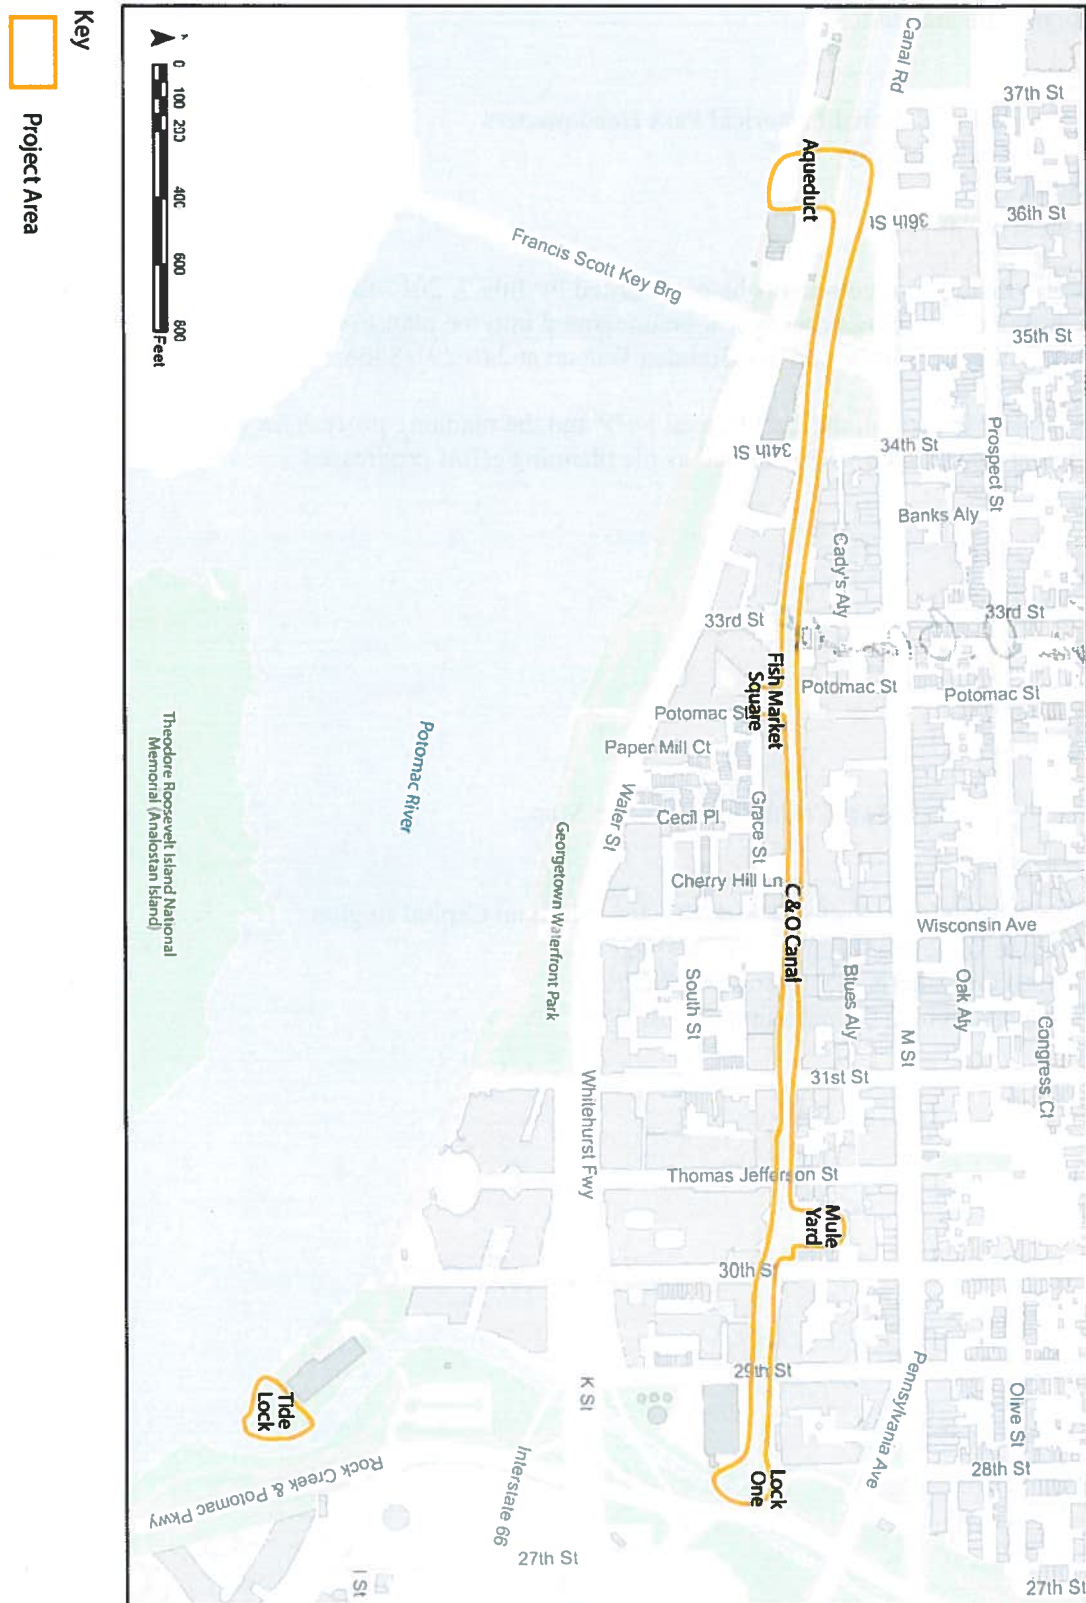 Key
Project Area
0 100 200 400 600 800
Feet
Canal Rd
37th St
Aqueduct
36th St
36th St
Francis Scott Key Brg
35th St
34th St
34th St
Prospect St
Banks Aly
Cady's Aly
33rd St
33rd St
Fish Market
Square
Potomac St
Potomac St
Potomac St
Paper Mill Ct
Water St
Cecil Pl
Grace St
Cherry Hill Ln
C & O Canal
Wisconsin Ave
Potomac River
Georgetown Waterfront Park
Theodore Roosevelt Island National
Memorial (Analostan Island)
South St
Blues Aly
Oak Aly
M St
Congress Ct
31st St
Whitehurst Fwy
Thomas Jefferson St
Mule
Yard
30th St
29th St
Pennsylvania Ave
Olive St
K St
Tide
Lock
Lock
One
28th St
Rock Creek & Potomac Pkwy
Interstate 66
27th St
27th St
I St